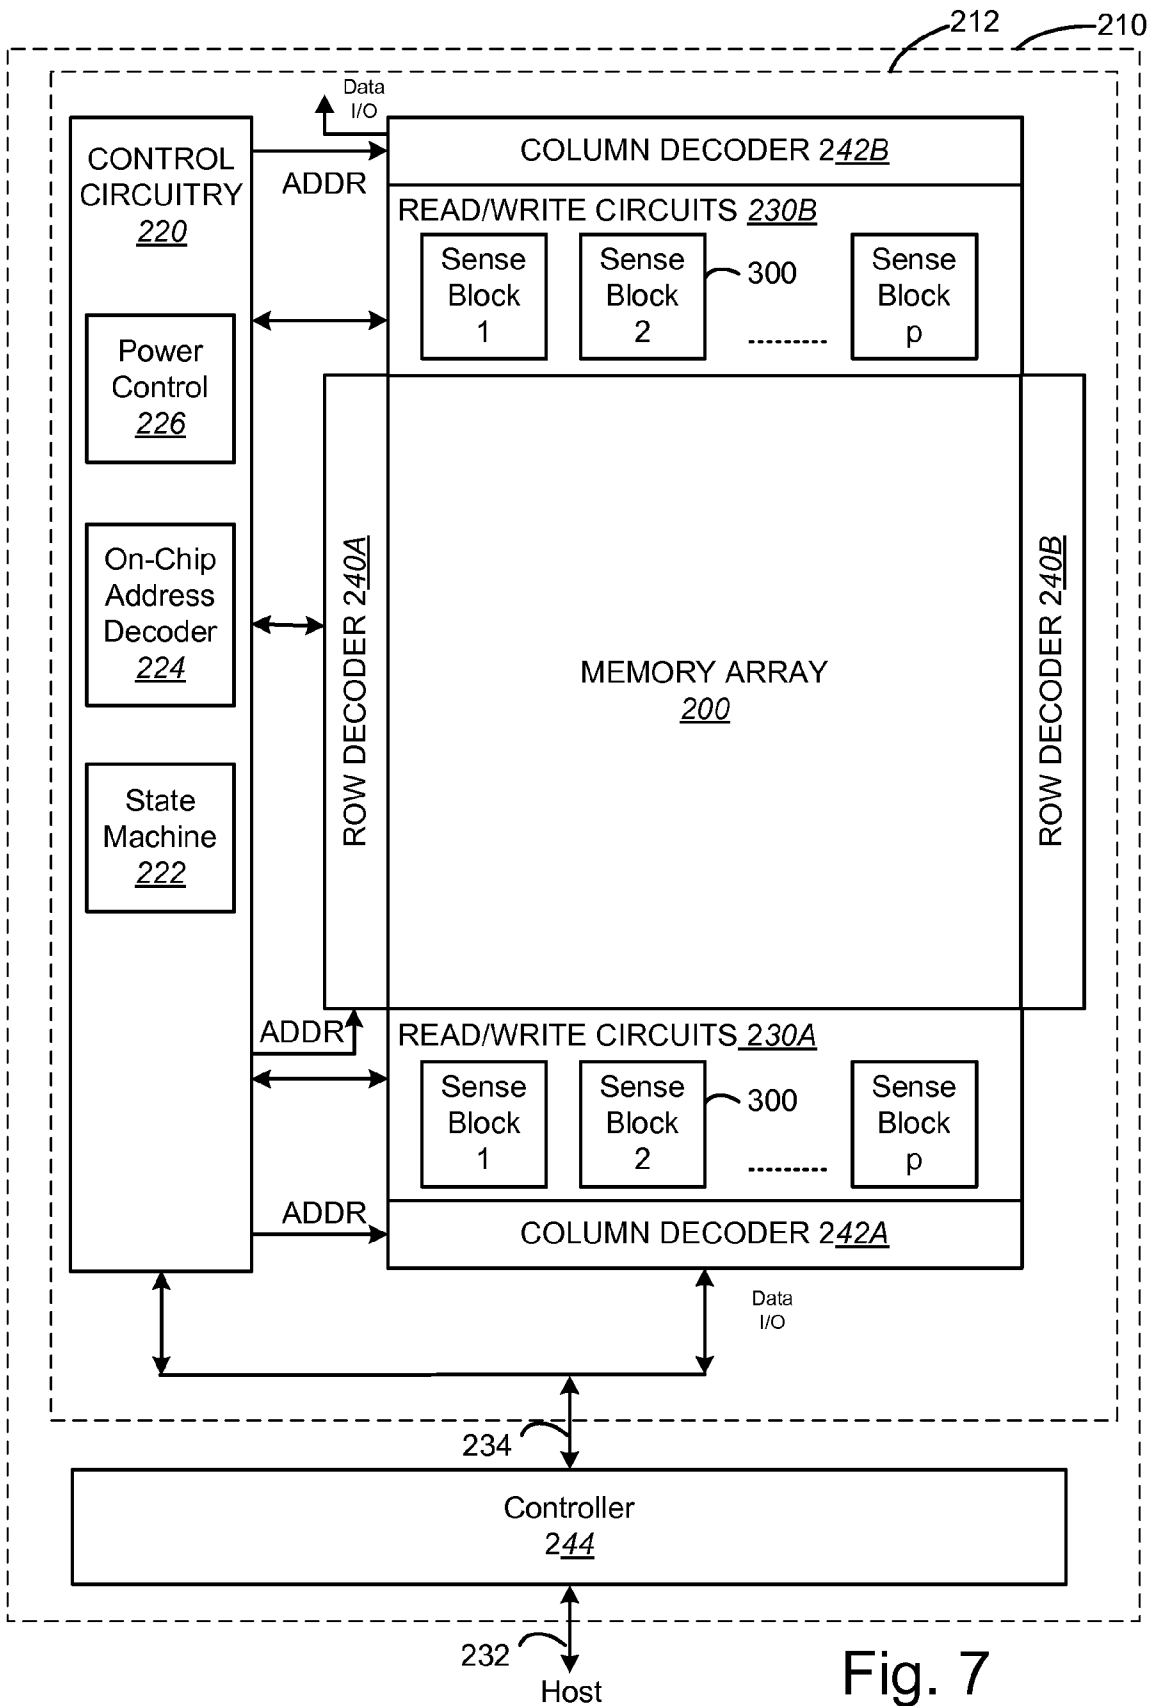 212
210
Data
I/O
CONTROL
CIRCUITRY
220
ADDR
COLUMN DECODER 242B
READ/WRITE CIRCUITS 230B
Sense
Block
1
Sense
Block
2
300
.........
Sense
Block
p
Power
Control
226
On-Chip
Address
Decoder
224
State
Machine
222
ROW DECODER 240A
MEMORY ARRAY
200
ROW DECODER 240B
ADDR
READ/WRITE CIRCUITS 230A
Sense
Block
1
Sense
Block
2
300
.........
Sense
Block
p
ADDR
COLUMN DECODER 242A
Data
I/O
234
Controller
244
232
Host
Fig. 7